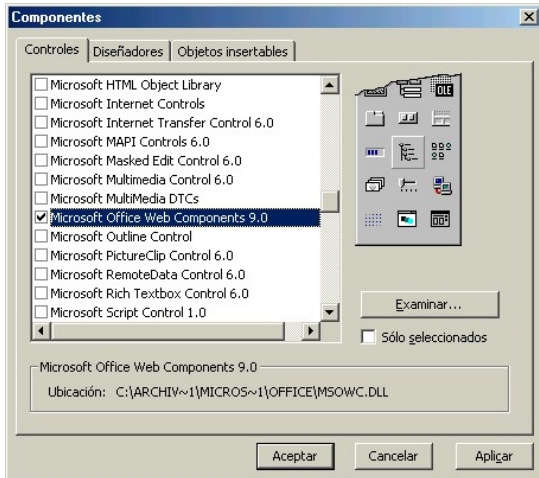 Componentes
Controles Diseñadores Objetos insertables
Microsoft HTML Object Library
Microsoft Internet Controls
Microsoft Internet Transfer Control 6.0
Microsoft MAPI Controls 6.0
Microsoft Masked Edit Control 6.0
Microsoft Multimedia Control 6.0
Microsoft MultiMedia DTCs
Microsoft Office Web Components 9.0
Microsoft Outline Control
Microsoft PictureClip Control 6.0
Microsoft RemoteData Control 6.0
Microsoft Rich Textbox Control 6.0
Microsoft Script Control 1.0
OLE
Examinar...
Sólo seleccionados
Microsoft Office Web Components 9.0
Ubicación: C:\ARCHIV~1\MICROS~1\OFFICE\MSOWC.DLL
Aceptar Cancelar Aplicar